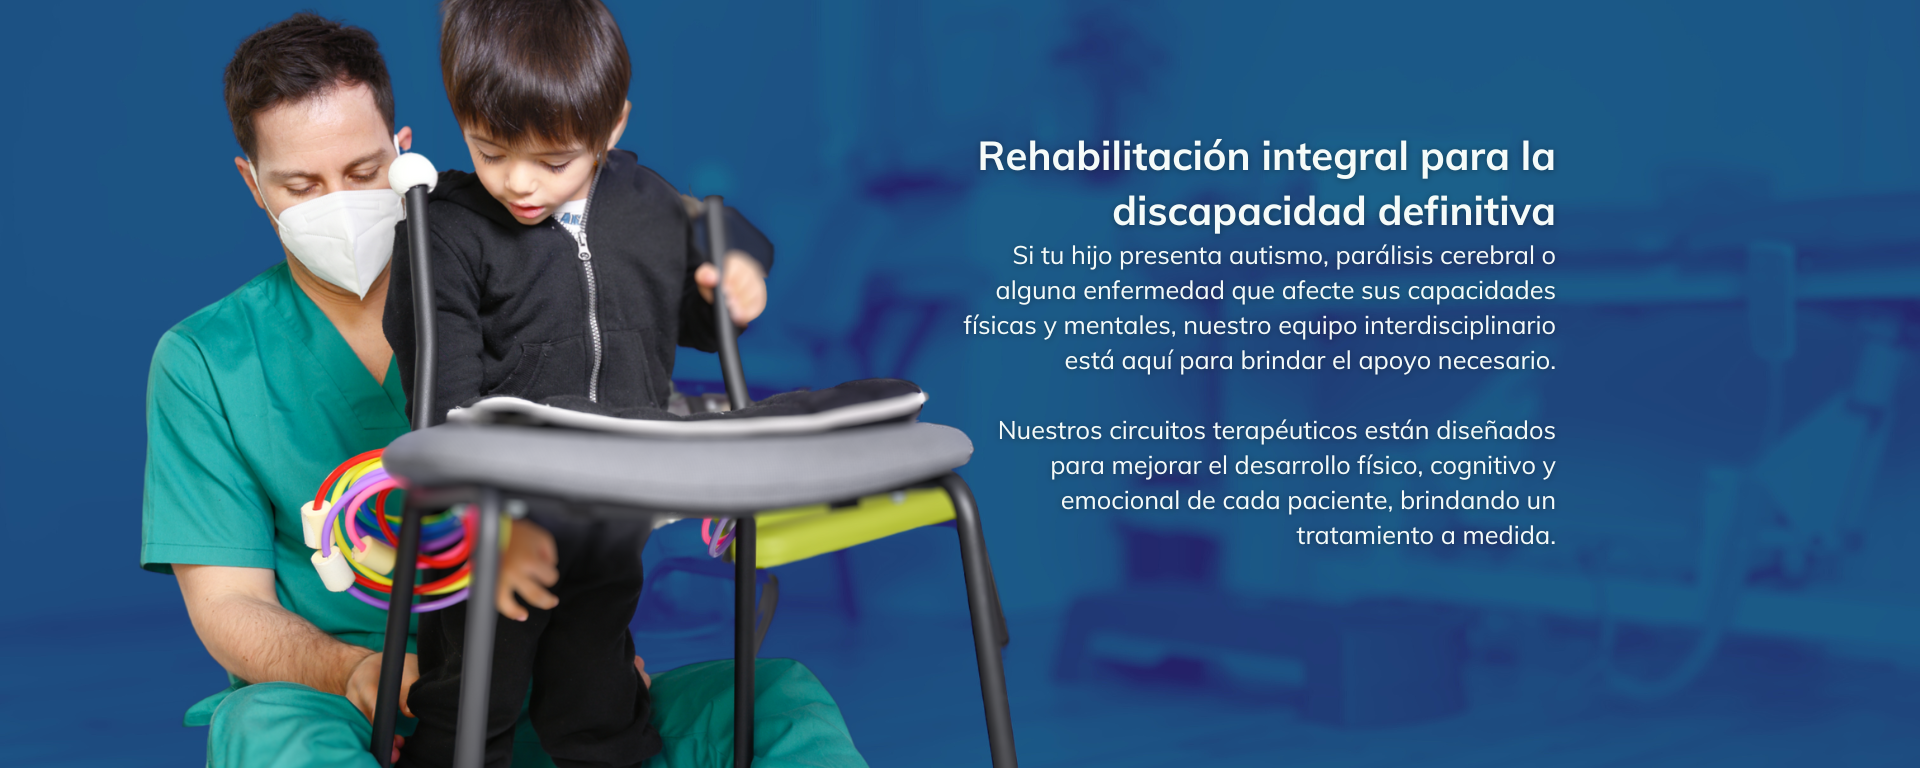 Rehabilitación integral para la
discapacidad definitiva
Si tu hijo presenta autismo, parálisis cerebral o
alguna enfermedad que afecte sus capacidades
físicas y mentales, nuestro equipo interdisciplinario
está aquí para brindar el apoyo necesario.
Nuestros circuitos terapéuticos están diseñados
para mejorar el desarrollo físico, cognitivo y
emocional de cada paciente, brindando un
tratamiento a medida.